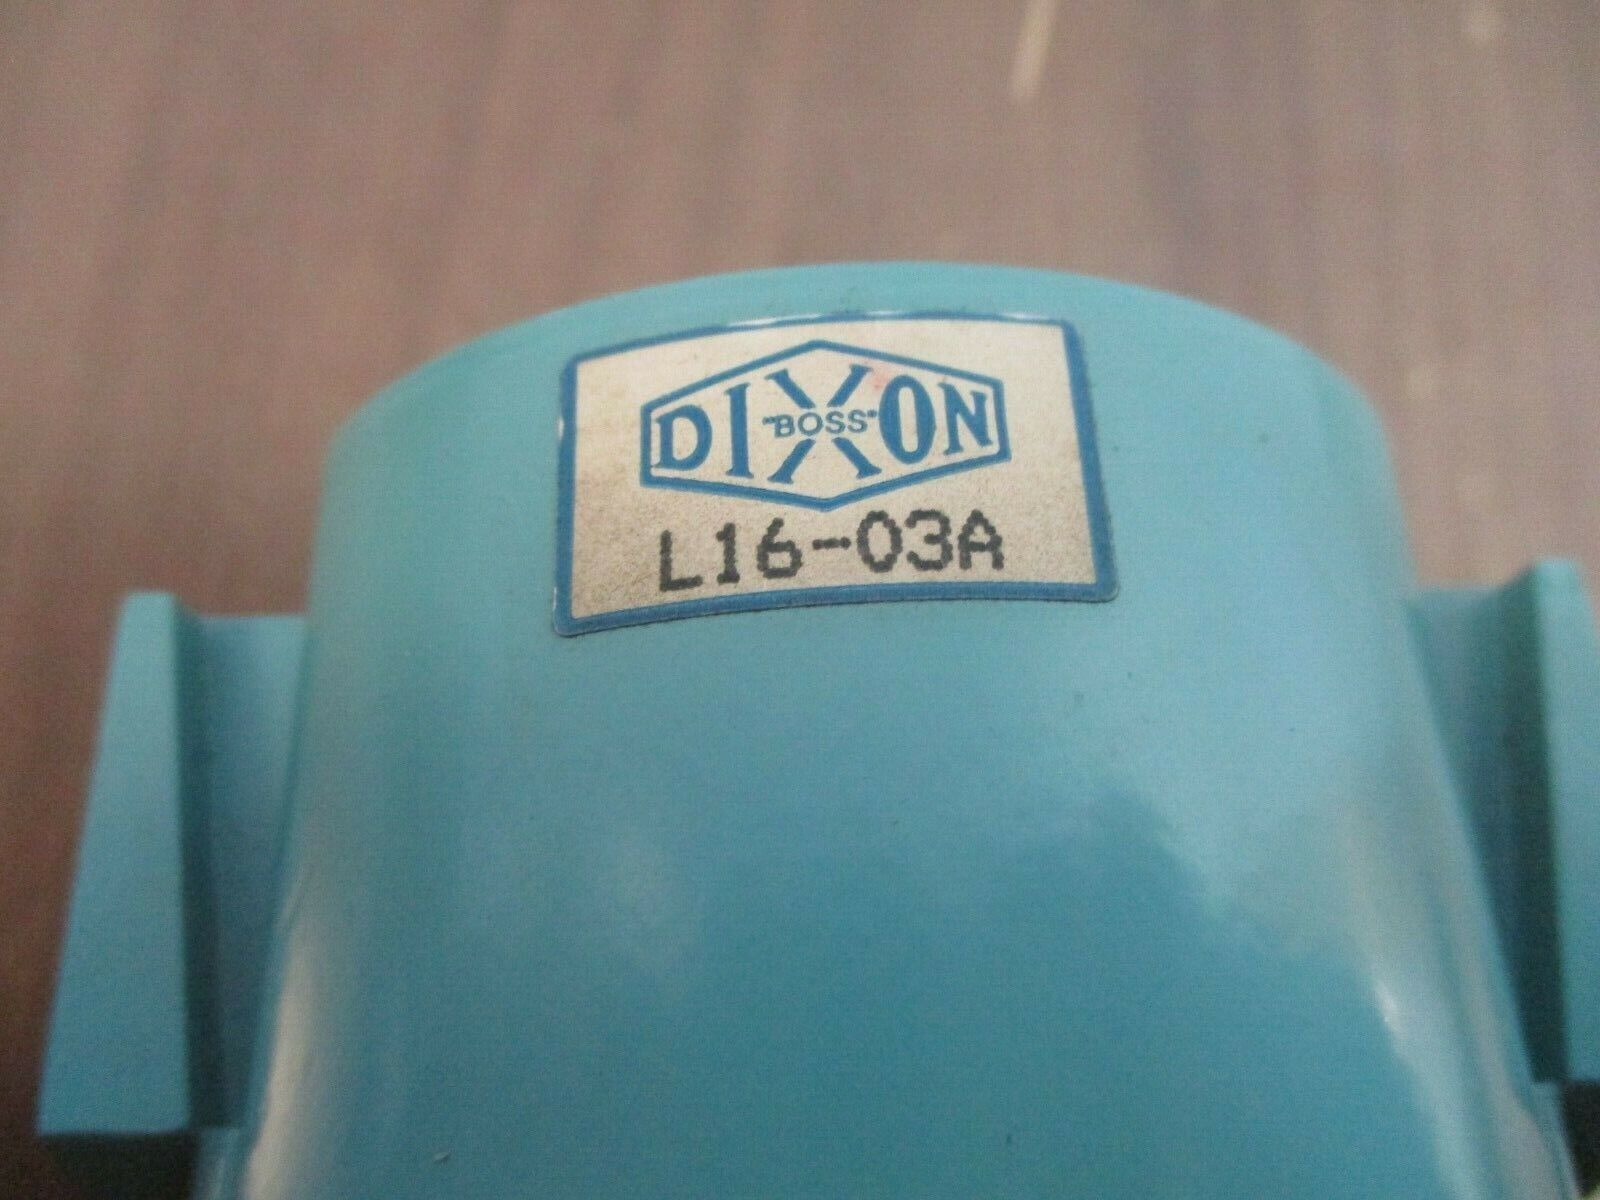 DIXON
"BOSS"
L16-03A